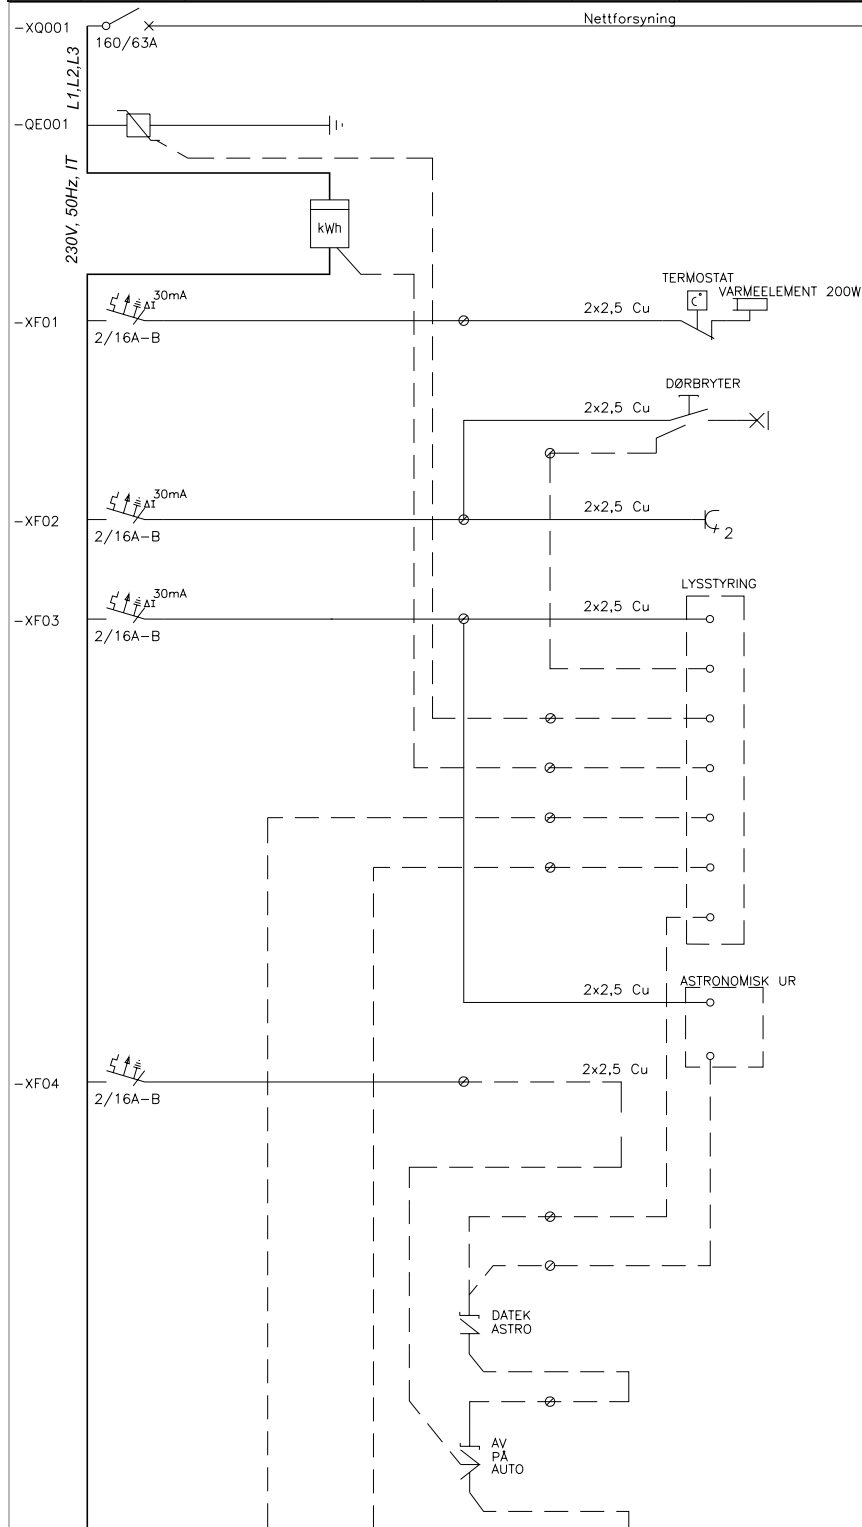 Nettforsyning
-XQ001
160/63A
L1,L2,L3
-QE001
230V, 50Hz, IT
kWh
TERMOSTAT
C°
VARMEELEMENT 200W
30mA
ΔI
2x2,5 Cu
-XF01
2/16A-B
DØRBRYTER
2x2,5 Cu
30mA
ΔI
2x2,5 Cu
-XF02
2/16A-B
2
LYSSTYRING
30mA
ΔI
2x2,5 Cu
-XF03
2/16A-B
ASTRONOMISK UR
2x2,5 Cu
2x2,5 Cu
-XF04
2/16A-B
DATEK
ASTRO
AV
PÅ
AUTO